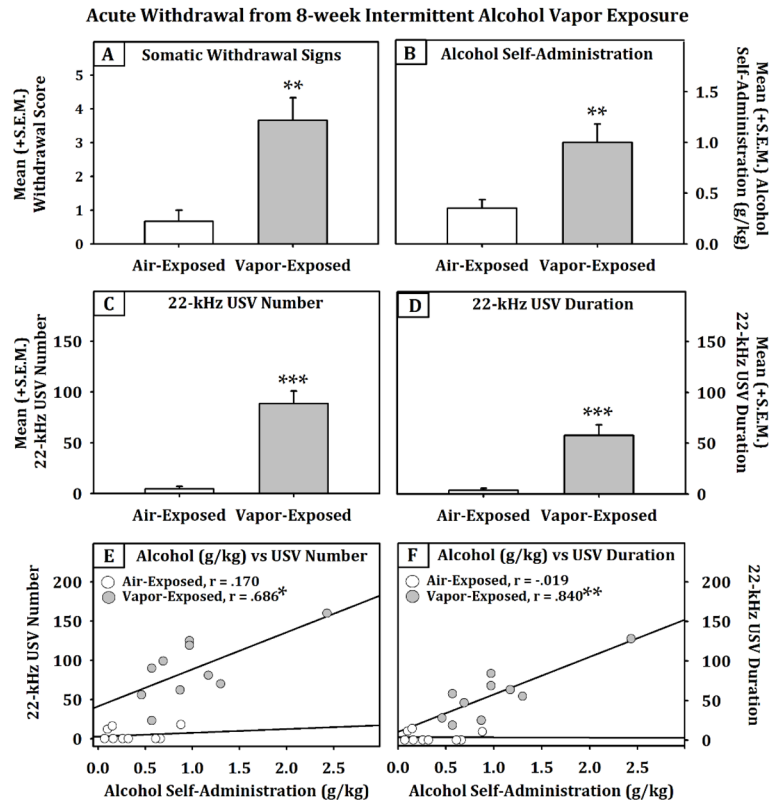 Acute Withdrawal from 8-week Intermittent Alcohol Vapor Exposure
A
Somatic Withdrawal Signs
Mean (+S.E.M.)
Withdrawal Score
5
4
3
2
1
0
**
Air-Exposed Vapor-Exposed
B
Alcohol Self-Administration
Mean (+S.E.M.) Alcohol
Self-Administration (g/kg)
1.5
1.0
0.5
0.0
**
Air-Exposed Vapor-Exposed
C
22-kHz USV Number
Mean (+S.E.M.)
22-kHz USV Number
150
100
50
0
***
Air-Exposed Vapor-Exposed
D
22-kHz USV Duration
Mean (+S.E.M.)
22-kHz USV Duration
150
100
50
0
***
Air-Exposed Vapor-Exposed
E
Alcohol (g/kg) vs USV Number
Air-Exposed, r = .170
Vapor-Exposed, r = .686*
22-kHz USV Number
200
150
100
50
0
0.0 0.5 1.0 1.5 2.0 2.5
Alcohol Self-Administration (g/kg)
F
Alcohol (g/kg) vs USV Duration
Air-Exposed, r = -.019
Vapor-Exposed, r = .840**
22-kHz USV Duration
200
150
100
50
0
0.0 0.5 1.0 1.5 2.0 2.5
Alcohol Self-Administration (g/kg)